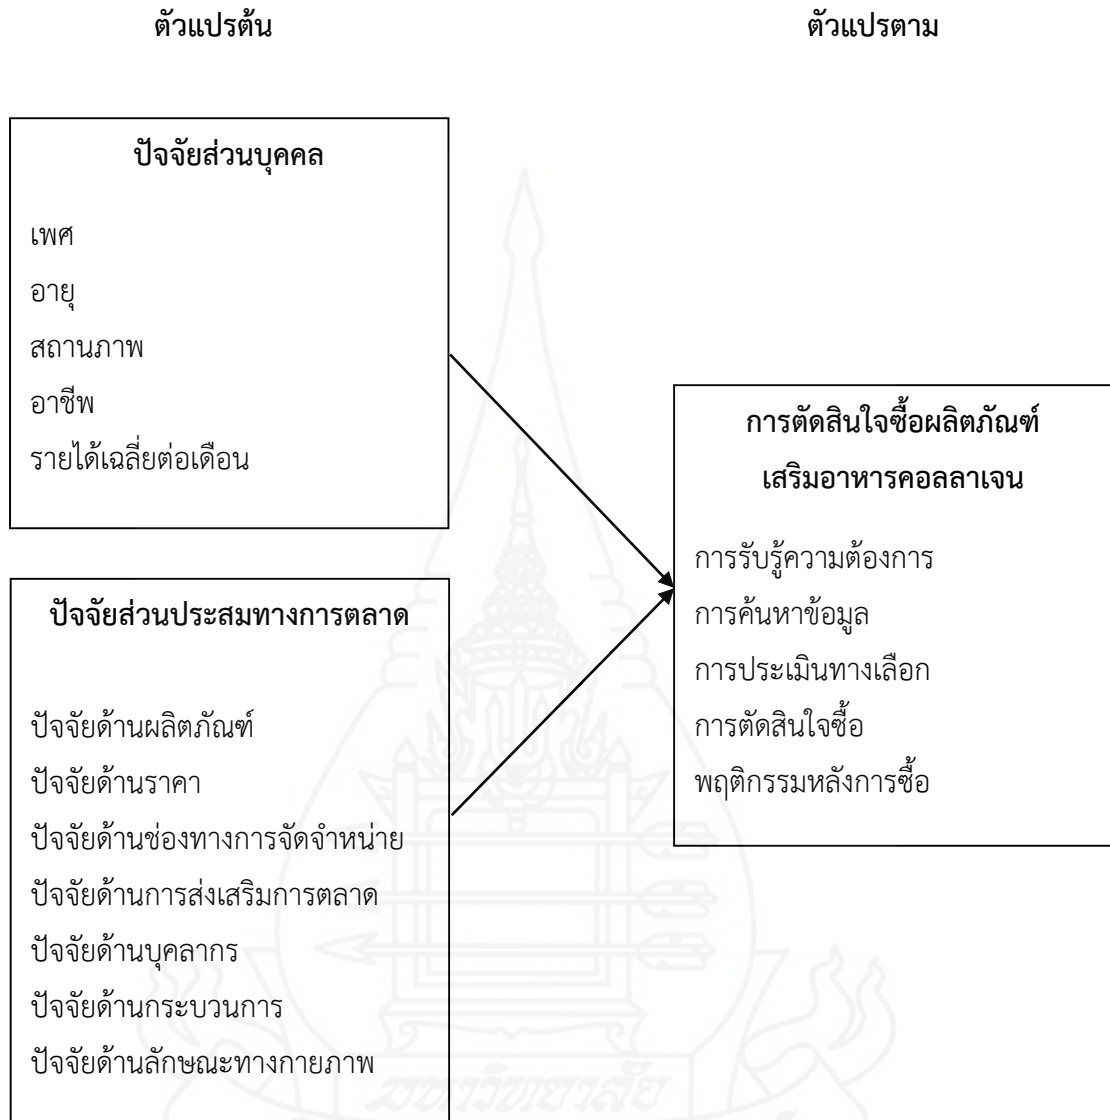 ตัวแปรต้น
ตัวแปรตาม
ปัจจัยส่วนบุคคล
เพศ
อายุ
สถานภาพ
อาชีพ
รายได้เฉลี่ยต่อเดือน
ปัจจัยส่วนประสมทางการตลาด
ปัจจัยด้านผลิตภัณฑ์
ปัจจัยด้านราคา
ปัจจัยด้านช่องทางการจัดจำหน่าย
ปัจจัยด้านการส่งเสริมการตลาด
ปัจจัยด้านบุคลากร
ปัจจัยด้านกระบวนการ
ปัจจัยด้านลักษณะทางกายภาพ
การตัดสินใจซื้อผลิตภัณฑ์
เสริมอาหารคอลลาเจน
การรับรู้ความต้องการ
การค้นหาข้อมูล
การประเมินทางเลือก
การตัดสินใจซื้อ
พฤติกรรมหลังการซื้อ
มหาวิทยาลัย